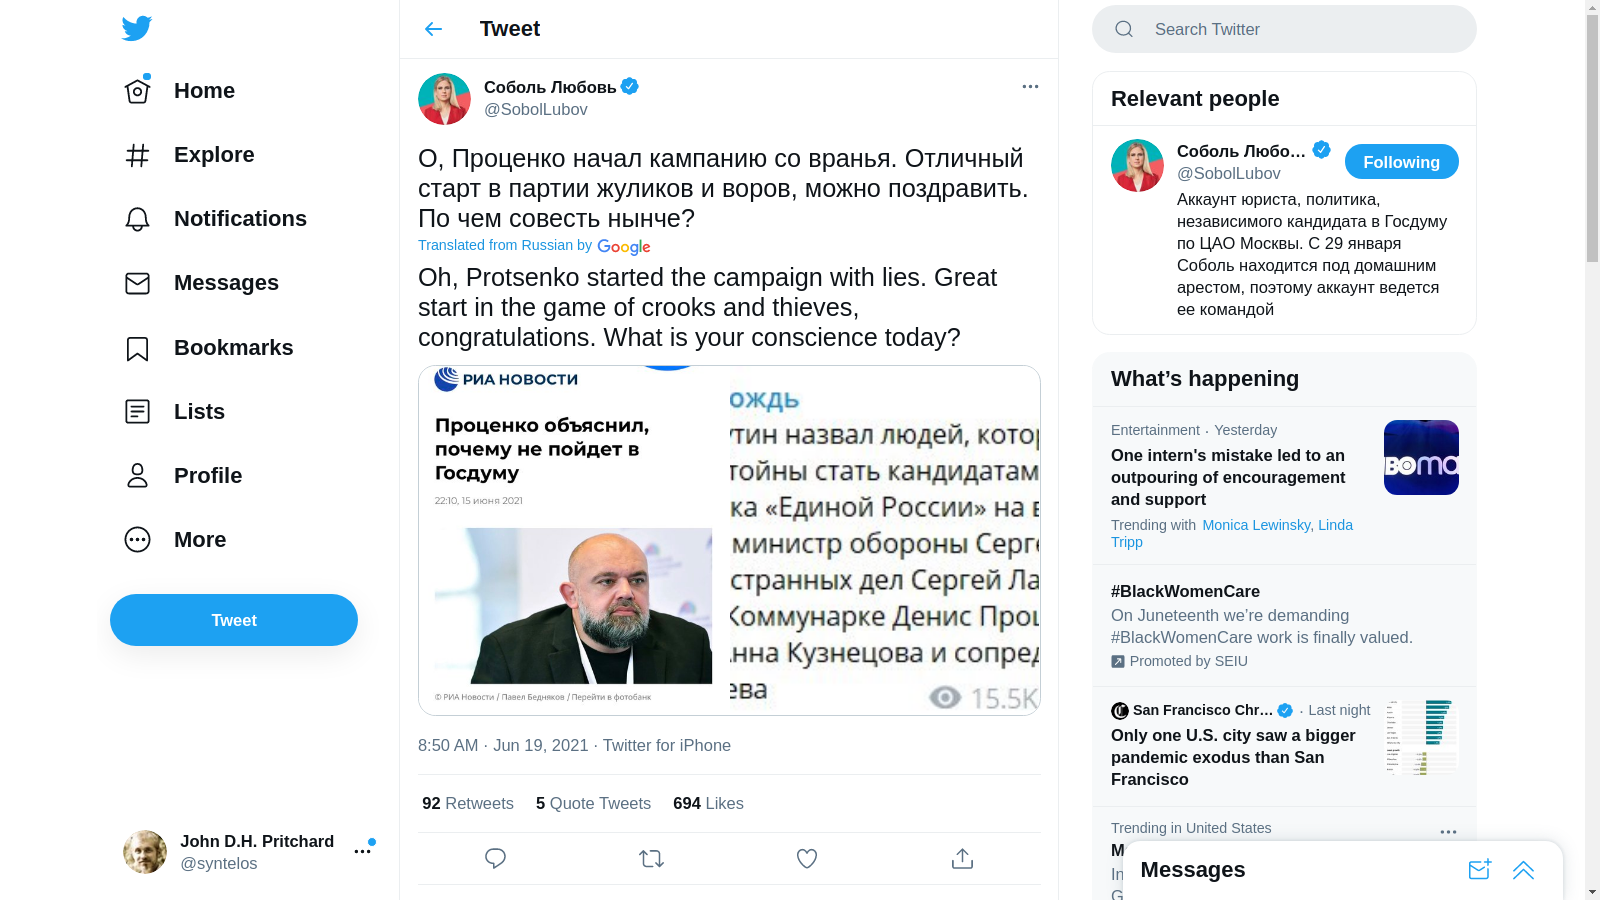 Home
Explore
Notifications
Messages
Bookmarks
Lists
Profile
More
Tweet
John D.H. Pritchard
@syntelos
Tweet
Соболь Любовь
@SobolLubov
О, Проценко начал кампанию со вранья. Отличный
старт в партии жуликов и воров, можно поздравить.
По чем совесть нынче?
Translated from Russian by Google
Oh, Protsenko started the campaign with lies. Great
start in the game of crooks and thieves,
congratulations. What is your conscience today?
РИА НОВОСТИ
Проценко объяснил,
почему не пойдет в
Госдуму
22:10, 15 июня 2021
© РИА Новости / Павел Бедняков / Перейти в фотобанк
ождь
утин назвал людей, котор
тойны стать кандидатам
ка «Единой России» на в
министр обороны Серге
странных дел Сергей Ла
Коммунарке Денис Проц
нна Кузнецова и сопред
ева
15.5K
8:50 AM · Jun 19, 2021 · Twitter for iPhone
92 Retweets 5 Quote Tweets 694 Likes
Search Twitter
Relevant people
Соболь Любо...
@SobolLubov
Following
Аккаунт юриста, политика,
независимого кандидата в Госдуму
по ЦАО Москвы. С 29 января
Соболь находится под домашним
арестом, поэтому аккаунт ведется
ее командой
What's happening
Entertainment · Yesterday
One intern's mistake led to an
outpouring of encouragement
and support
Trending with Monica Lewinsky, Linda
Tripp
BOMA
#BlackWomenCare
On Juneteenth we're demanding
#BlackWomenCare work is finally valued.
Promoted by SEIU
San Francisco Chr... · Last night
Only one U.S. city saw a bigger
pandemic exodus than San
Francisco
Trending in United States
Messages